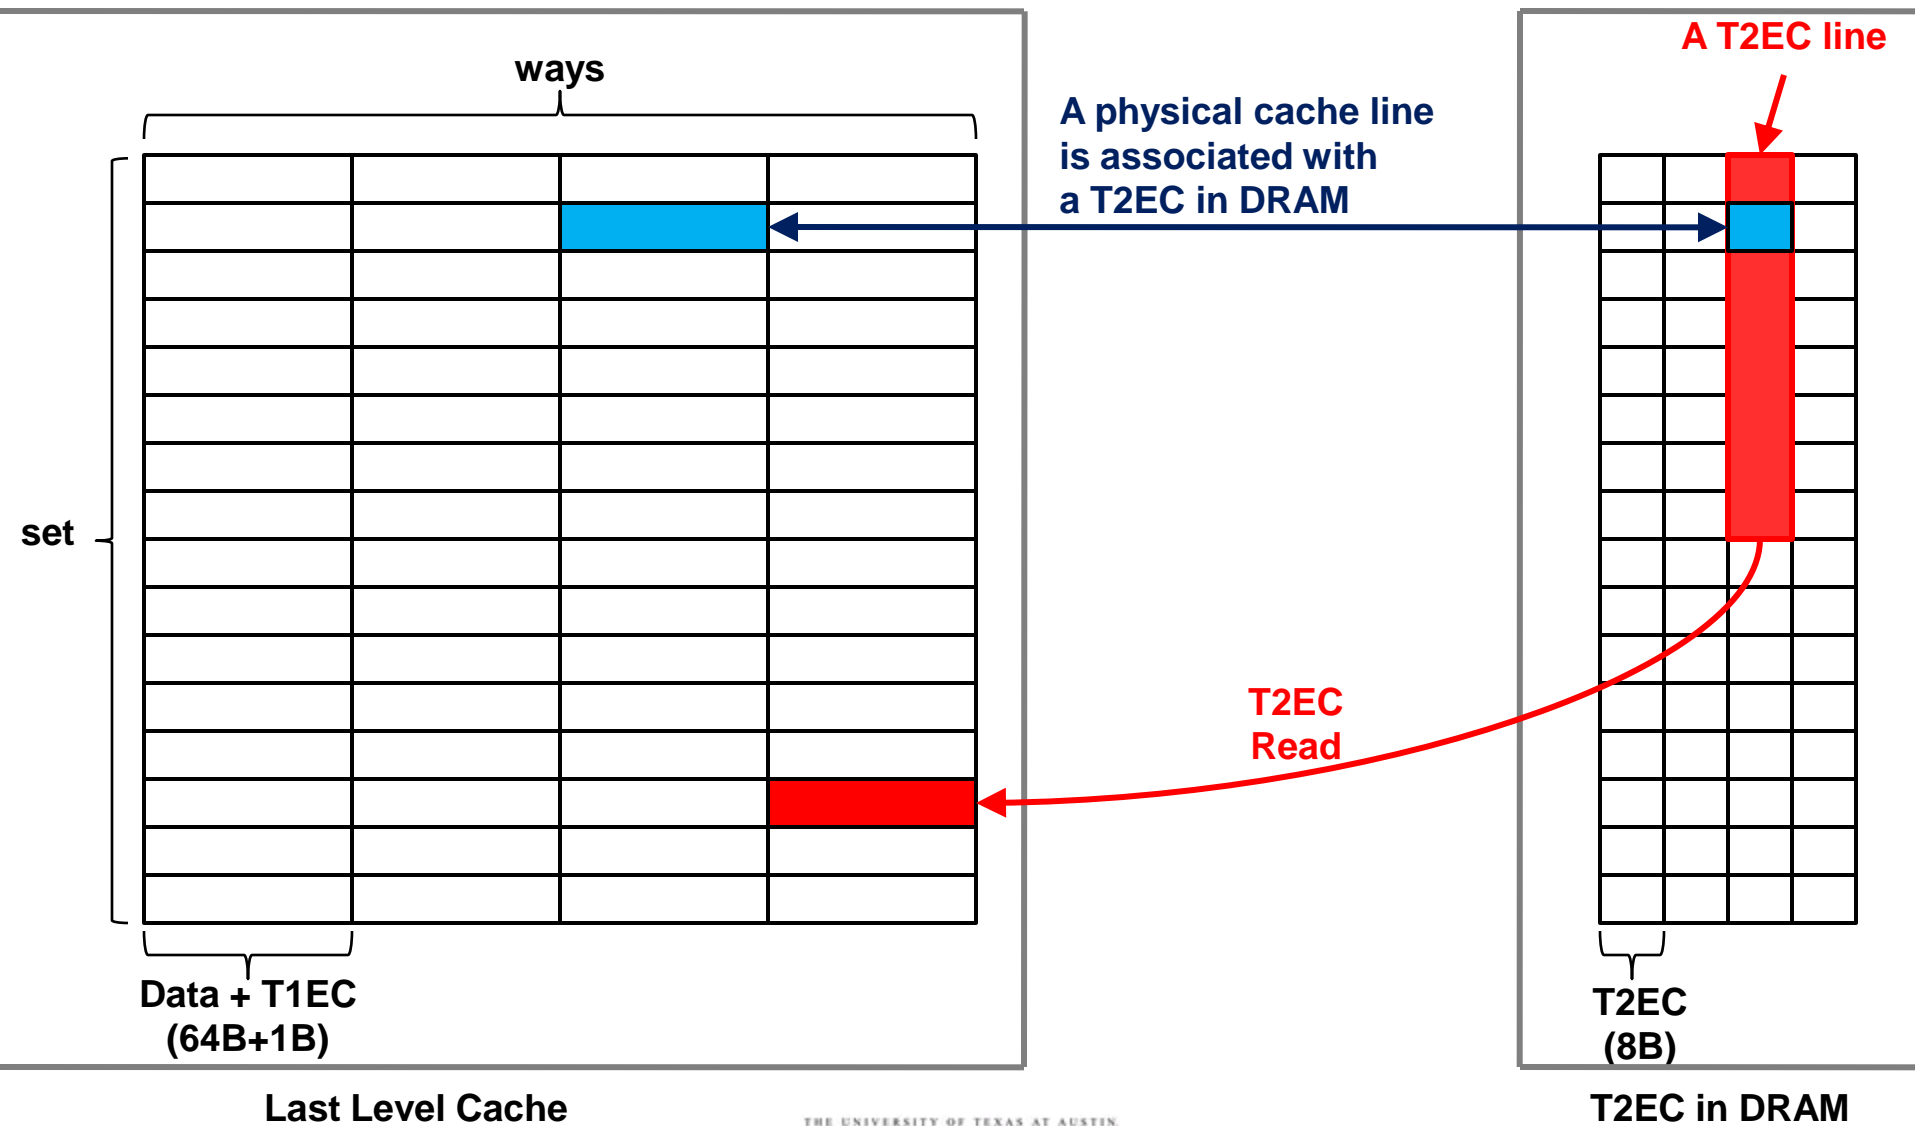 A T2EC line
ways
A physical cache line
is associated with
a T2EC in DRAM
set
T2EC
Read
Data + T1EC
(64B+1B)
T2EC
(8B)
Last Level Cache
T2EC in DRAM
THE UNIVERSITY OF TEXAS AT AUSTIN